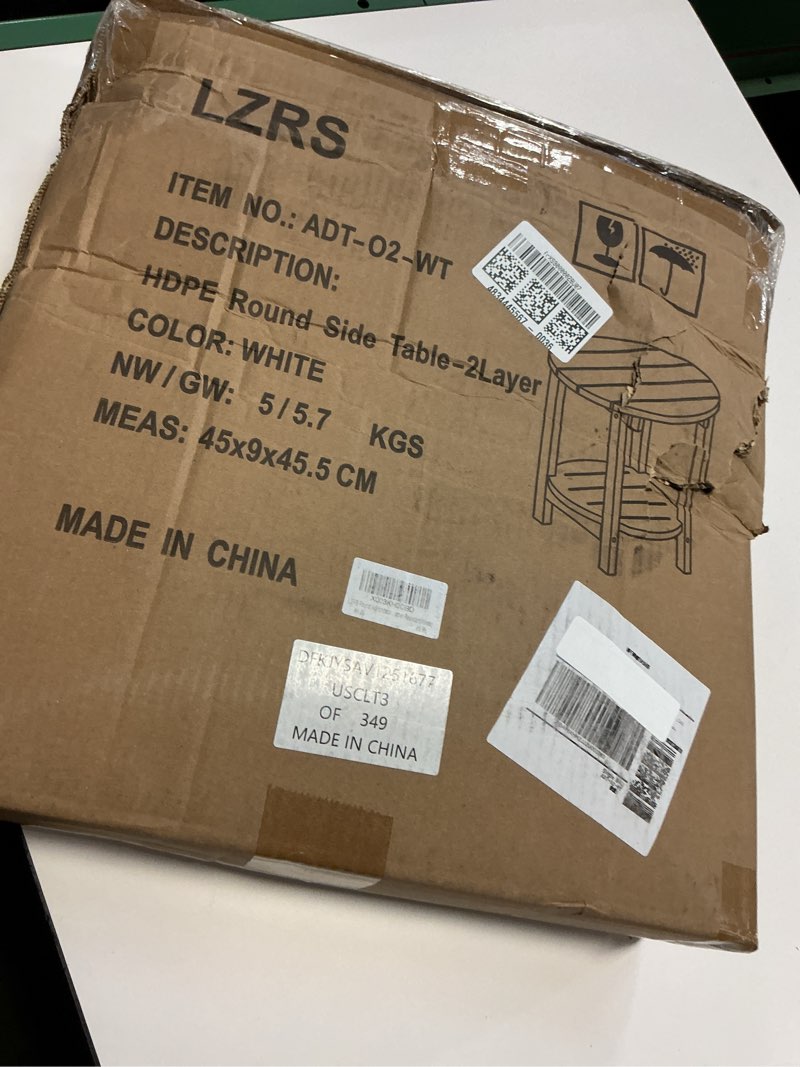 LZRS
ITEM NO.: ADT-02-WT
DESCRIPTION:
HDPE Round Side Table-2Layer
COLOR: WHITE
NW/GW: 5/5.7 KGS
MEAS: 45x9x45.5 CM
MADE IN CHINA
USCLT3
OF 349
MADE IN CHINA